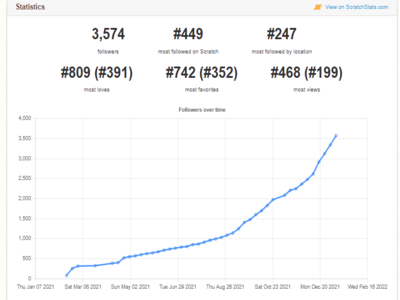 Statistics
View on ScratchStats.com
3,574 #449 #247
followers most followed on Scratch most followed by location
#809 (#391) #742 (#352) #468 (#199)
most loves most favorites most views
Followers over time
4,000
3,500
3,000
2,500
2,000
1,500
1,000
500
0
Thu Jan 07 2021 Sat Mar 06 2021 Sun May 02 2021 Tue Jun 29 2021 Thu Aug 26 2021 Sat Oct 23 2021 Mon Dec 20 2021 Wed Feb 16 2022